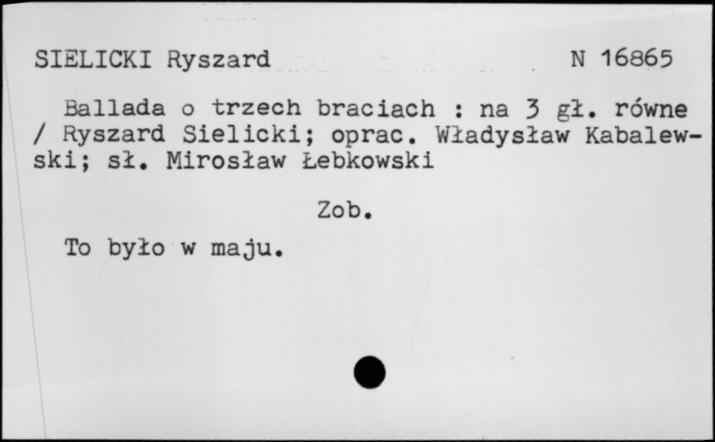 SIELICKI Ryszard N 16865
Ballada o trzech braciach : na 3 gł. równe
/ Ryszard Sielicki; oprac. Władysław Kabalew-
ski; sł. Mirosław Łebkowski
Zob.
To było w maju.